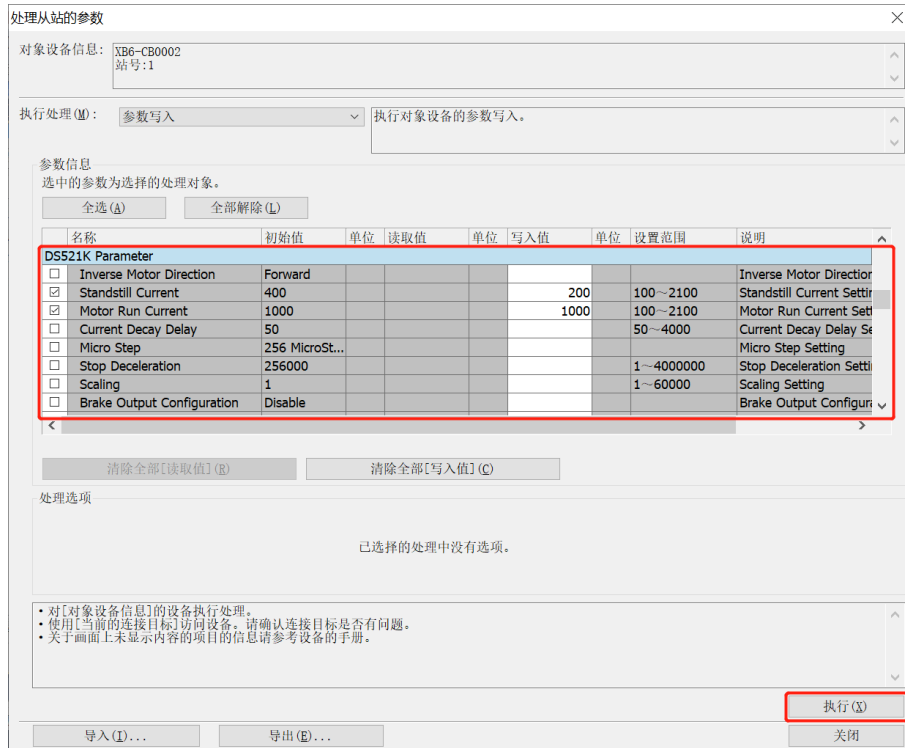 处理从站的参数
对象设备信息: XB6-CB0002
站号:1
执行处理(M): 参数写入 执行对象设备的参数写入。
参数信息
选中的参数为选择的处理对象。
全选(A) 全部解除(L)
名称 初始值 单位 读取值 单位 写入值 单位 设置范围 说明
DS521K Parameter
Inverse Motor Direction Forward Inverse Motor Direction
Standstill Current 400 200 100～2100 Standstill Current Settin
Motor Run Current 1000 1000 100～2100 Motor Run Current Sett
Current Decay Delay 50 50～4000 Current Decay Delay Se
Micro Step 256 MicroSt... Micro Step Setting
Stop Deceleration 256000 1～4000000 Stop Deceleration Setti
Scaling 1 1～60000 Scaling Setting
Brake Output Configuration Disable Brake Output Configura
清除全部[读取值](R) 清除全部[写入值](C)
处理选项
已选择的处理中没有选项。
•对[对象设备信息]的设备执行处理。
•使用[当前的连接目标]访问设备。请确认连接目标是否有问题。
•关于画面上未显示内容的项目的信息请参考设备的手册。
执行(X)
导入(I)... 导出(E)... 关闭